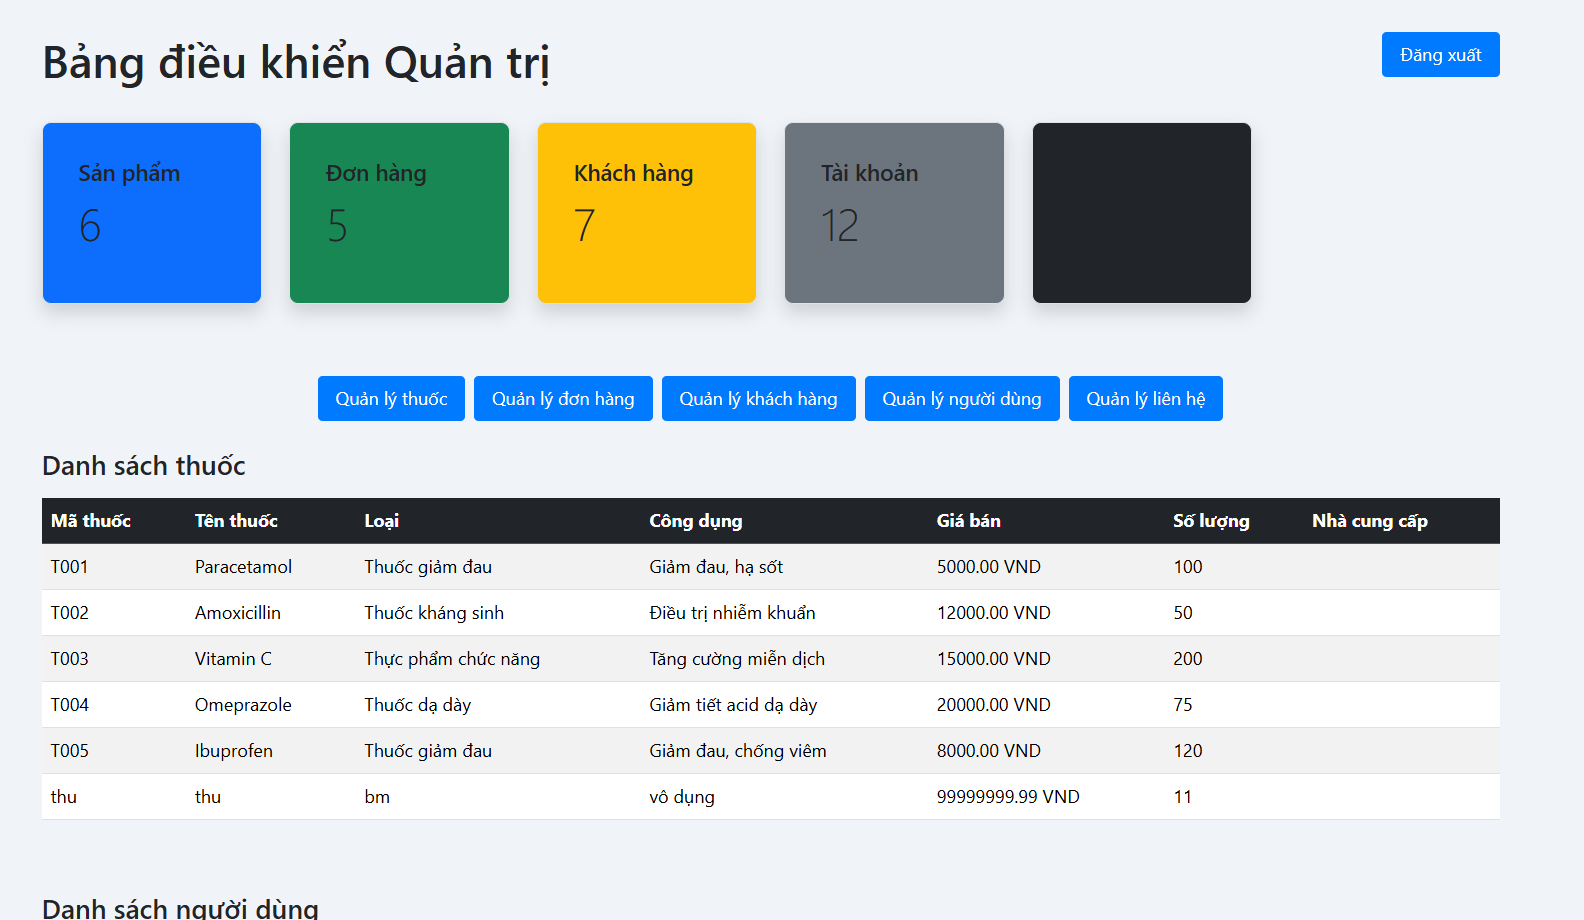 Bảng điều khiển Quản trị
Đăng xuất
Sản phẩm
6
Đơn hàng
5
Khách hàng
7
Tài khoản
12
Quản lý thuốc Quản lý đơn hàng Quản lý khách hàng Quản lý người dùng Quản lý liên hệ
Danh sách thuốc
Mã thuốc Tên thuốc Loại Công dụng Giá bán Số lượng Nhà cung cấp
T001 Paracetamol Thuốc giảm đau Giảm đau, hạ sốt 5000.00 VND 100
T002 Amoxicillin Thuốc kháng sinh Điều trị nhiễm khuẩn 12000.00 VND 50
T003 Vitamin C Thực phẩm chức năng Tăng cường miễn dịch 15000.00 VND 200
T004 Omeprazole Thuốc dạ dày Giảm tiết acid dạ dày 20000.00 VND 75
T005 Ibuprofen Thuốc giảm đau Giảm đau, chống viêm 8000.00 VND 120
thu thu bm vô dụng 99999999.99 VND 11
Danh sách người dùng